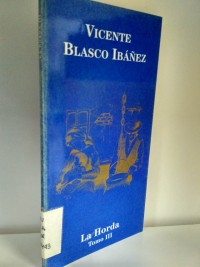 VICENTE
BLASCO IBÁÑEZ
La Horda
Tomo III